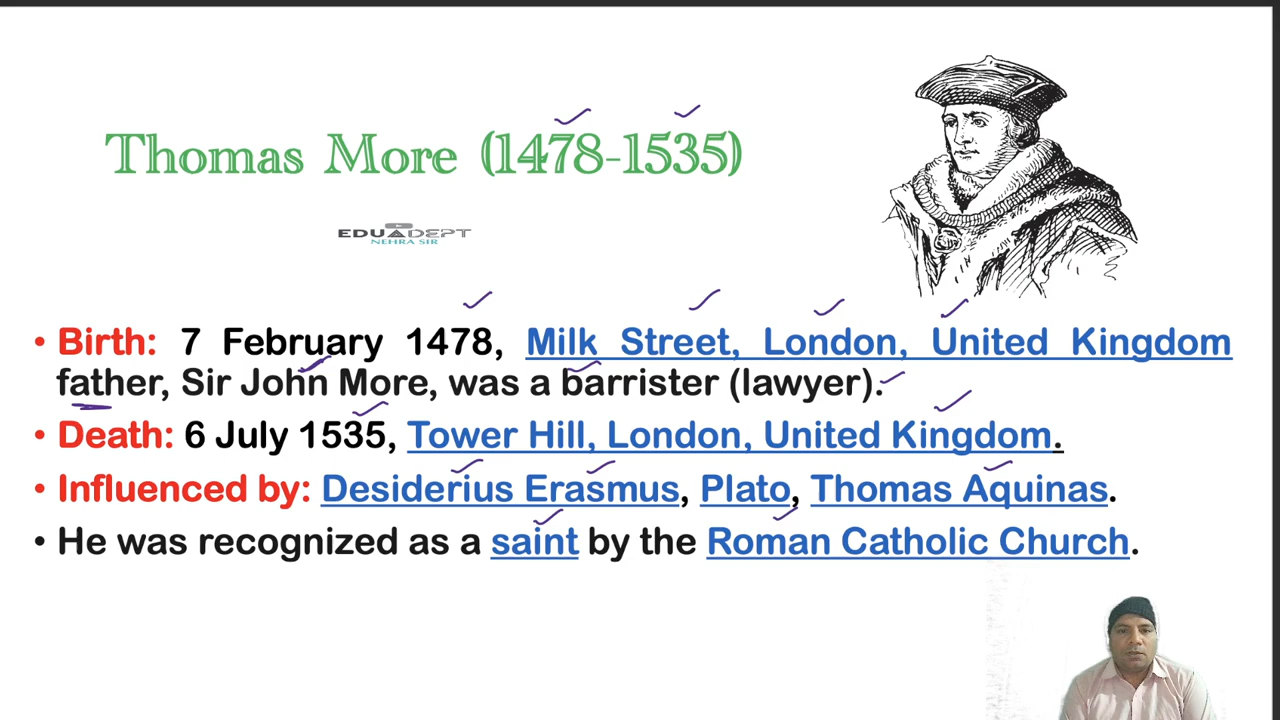 Thomas More (1478-1535)
EDUADEPT
NEHRA SIR
• Birth: 7 February 1478, Milk Street, London, United Kingdom
father, Sir John More, was a barrister (lawyer).
• Death: 6 July 1535, Tower Hill, London, United Kingdom.
• Influenced by: Desiderius Erasmus, Plato, Thomas Aquinas.
• He was recognized as a saint by the Roman Catholic Church.